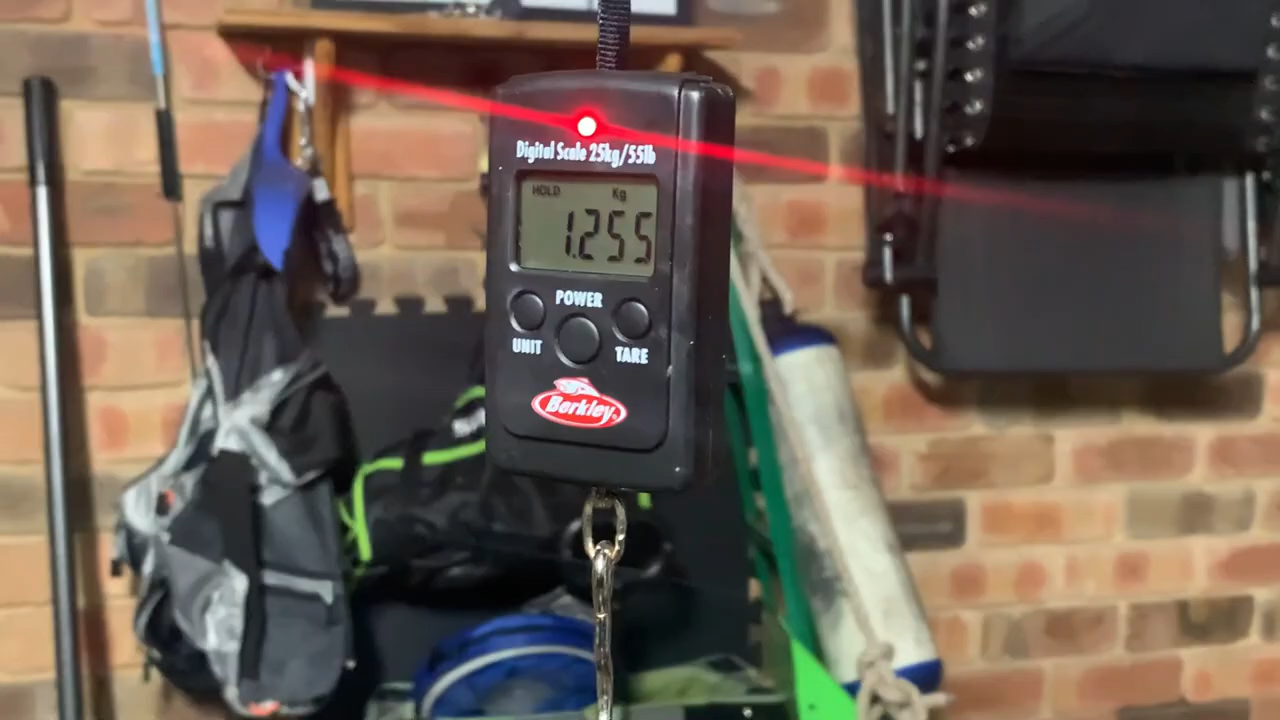 Digital Scale 25kg/55lb
HOLD Kg
1.255
POWER
UNIT TARE
Berkley